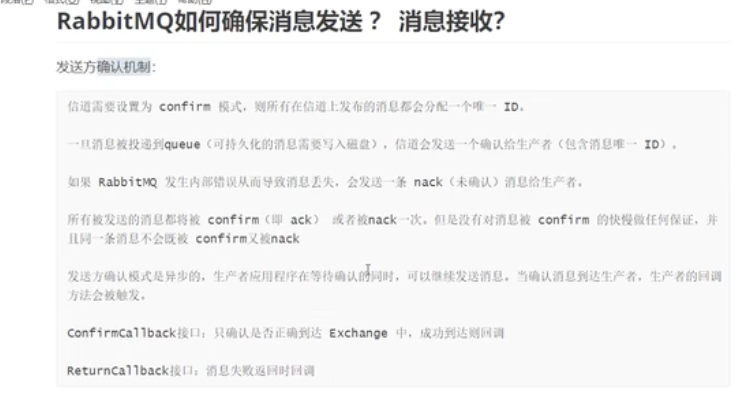 RabbitMQ如何确保消息发送？ 消息接收？
发送方确认机制：
信道需要设置为 confirm 模式，则所有在信道上发布的消息都会分配一个唯一 ID。
一旦消息被投递到queue（可持久化的消息需要写入磁盘），信道会发送一个确认给生产者（包含消息唯一 ID）。
如果 RabbitMQ 发生内部错误从而导致消息丢失，会发送一条 nack（未确认）消息给生产者。
所有被发送的消息都将被 confirm（即 ack） 或者被nack一次。但是没有对消息被 confirm 的快慢做任何保证，并
且同一条消息不会既被 confirm又被nack
发送方确认模式是异步的，生产者应用程序在等待确认的同时，可以继续发送消息。当确认消息到达生产者，生产者的回调
方法会被触发。
ConfirmCallback接口：只确认是否正确到达 Exchange 中，成功到达则回调
ReturnCallback接口：消息失败返回时回调